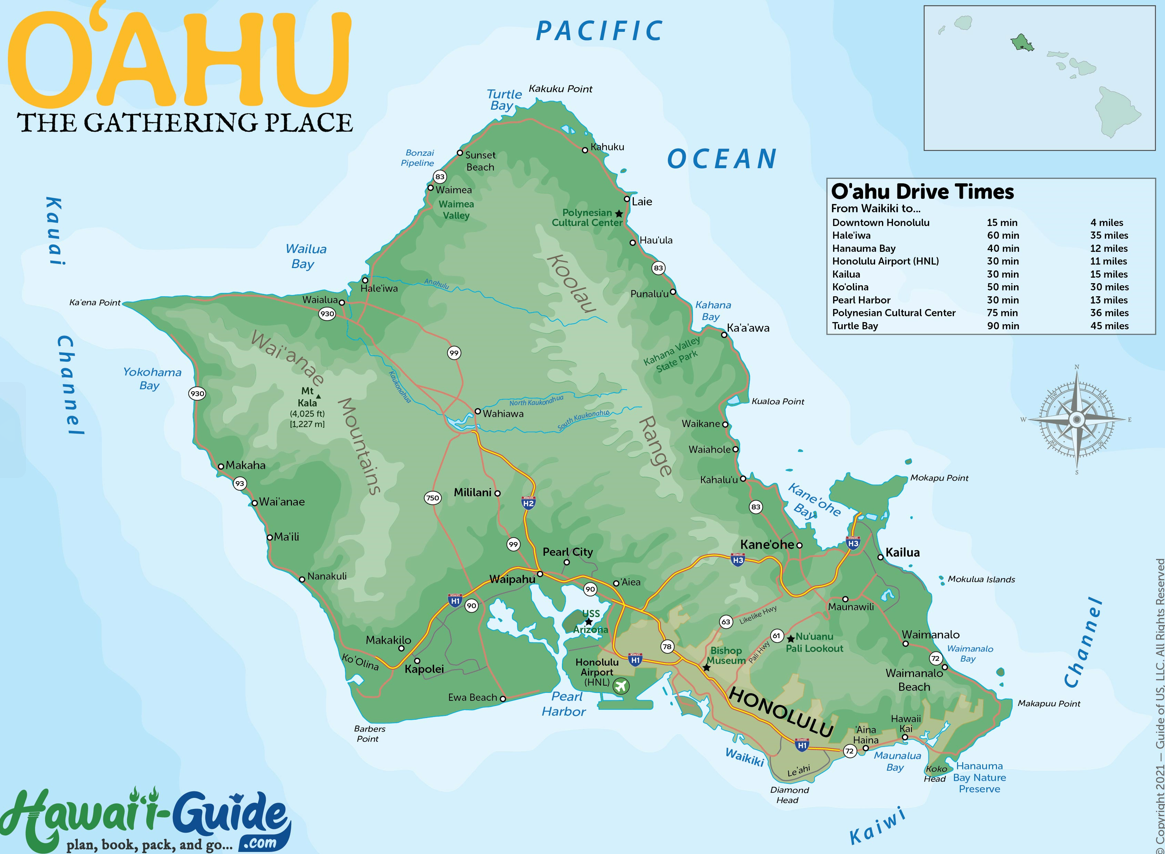 O'AHU
THE GATHERING PLACE
PACIFIC
OCEAN
Kauai
Channel
Kaiwi
Channel
O'ahu Drive Times
From Waikiki to...
Downtown Honolulu 15 min 4 miles
Hale'iwa 60 min 35 miles
Hanauma Bay 40 min 12 miles
Honolulu Airport (HNL) 30 min 11 miles
Kailua 30 min 15 miles
Ko'olina 50 min 30 miles
Pearl Harbor 30 min 13 miles
Polynesian Cultural Center 75 min 36 miles
Turtle Bay 90 min 45 miles
N
W
E
S
Turtle
Bay
Kakuku Point
Bonzai
Pipeline
Sunset
Beach
Kahuku
83
Waimea
Waimea
Valley
Laie
Polynesian
Cultural Center
Hau'ula
83
Wailua
Bay
Koolau
Range
Punalu'u
Hale'iwa
Anahulu
Ka'ena Point
Waialua
930
Kahana
Bay
Ka'a'awa
Kahana Valley
State Park
Wai'anae
Mountains
99
Yokohama
Bay
930
Mt
Kala
(4,025 ft)
(1,227 m)
Kaukonahua
North Kaukonahua
South Kaukonahua
Wahiawa
Kualoa Point
Waikane
Waiahole
Kahalu'u
Makaha
93
Wai'anae
750
Mililani
H2
83
Kane'ohe
Bay
Mokapu Point
Ma'ili
99
Pearl City
Kane'ohe
H3
H3
Kailua
Nanakuli
Waipahu
90
'Aiea
Mokulua Islands
H1
90
USS
Arizona
63
Likelike Hwy
Maunawili
61
Pali Hwy
Nu'uanu
Pali Lookout
Waimanalo
Makakilo
Ko'Olina
Kapolei
78
H1
Bishop
Museum
72
Waimanalo
Bay
Honolulu
Airport
(HNL)
Waimanalo
Beach
Ewa Beach
Pearl
Harbor
HONOLULU
Makapuu Point
Barbers
Point
Hawaii
Kai
'Aina
Haina
H1
72
Waikiki
Maunalua
Bay
Le'ahi
Koko
Head
Hanauma
Bay Nature
Preserve
Diamond
Head
Hawai'i-Guide
.com
plan, book, pack, and go...
© Copyright 2021 — Guide of US, LLC, All Rights Reserved